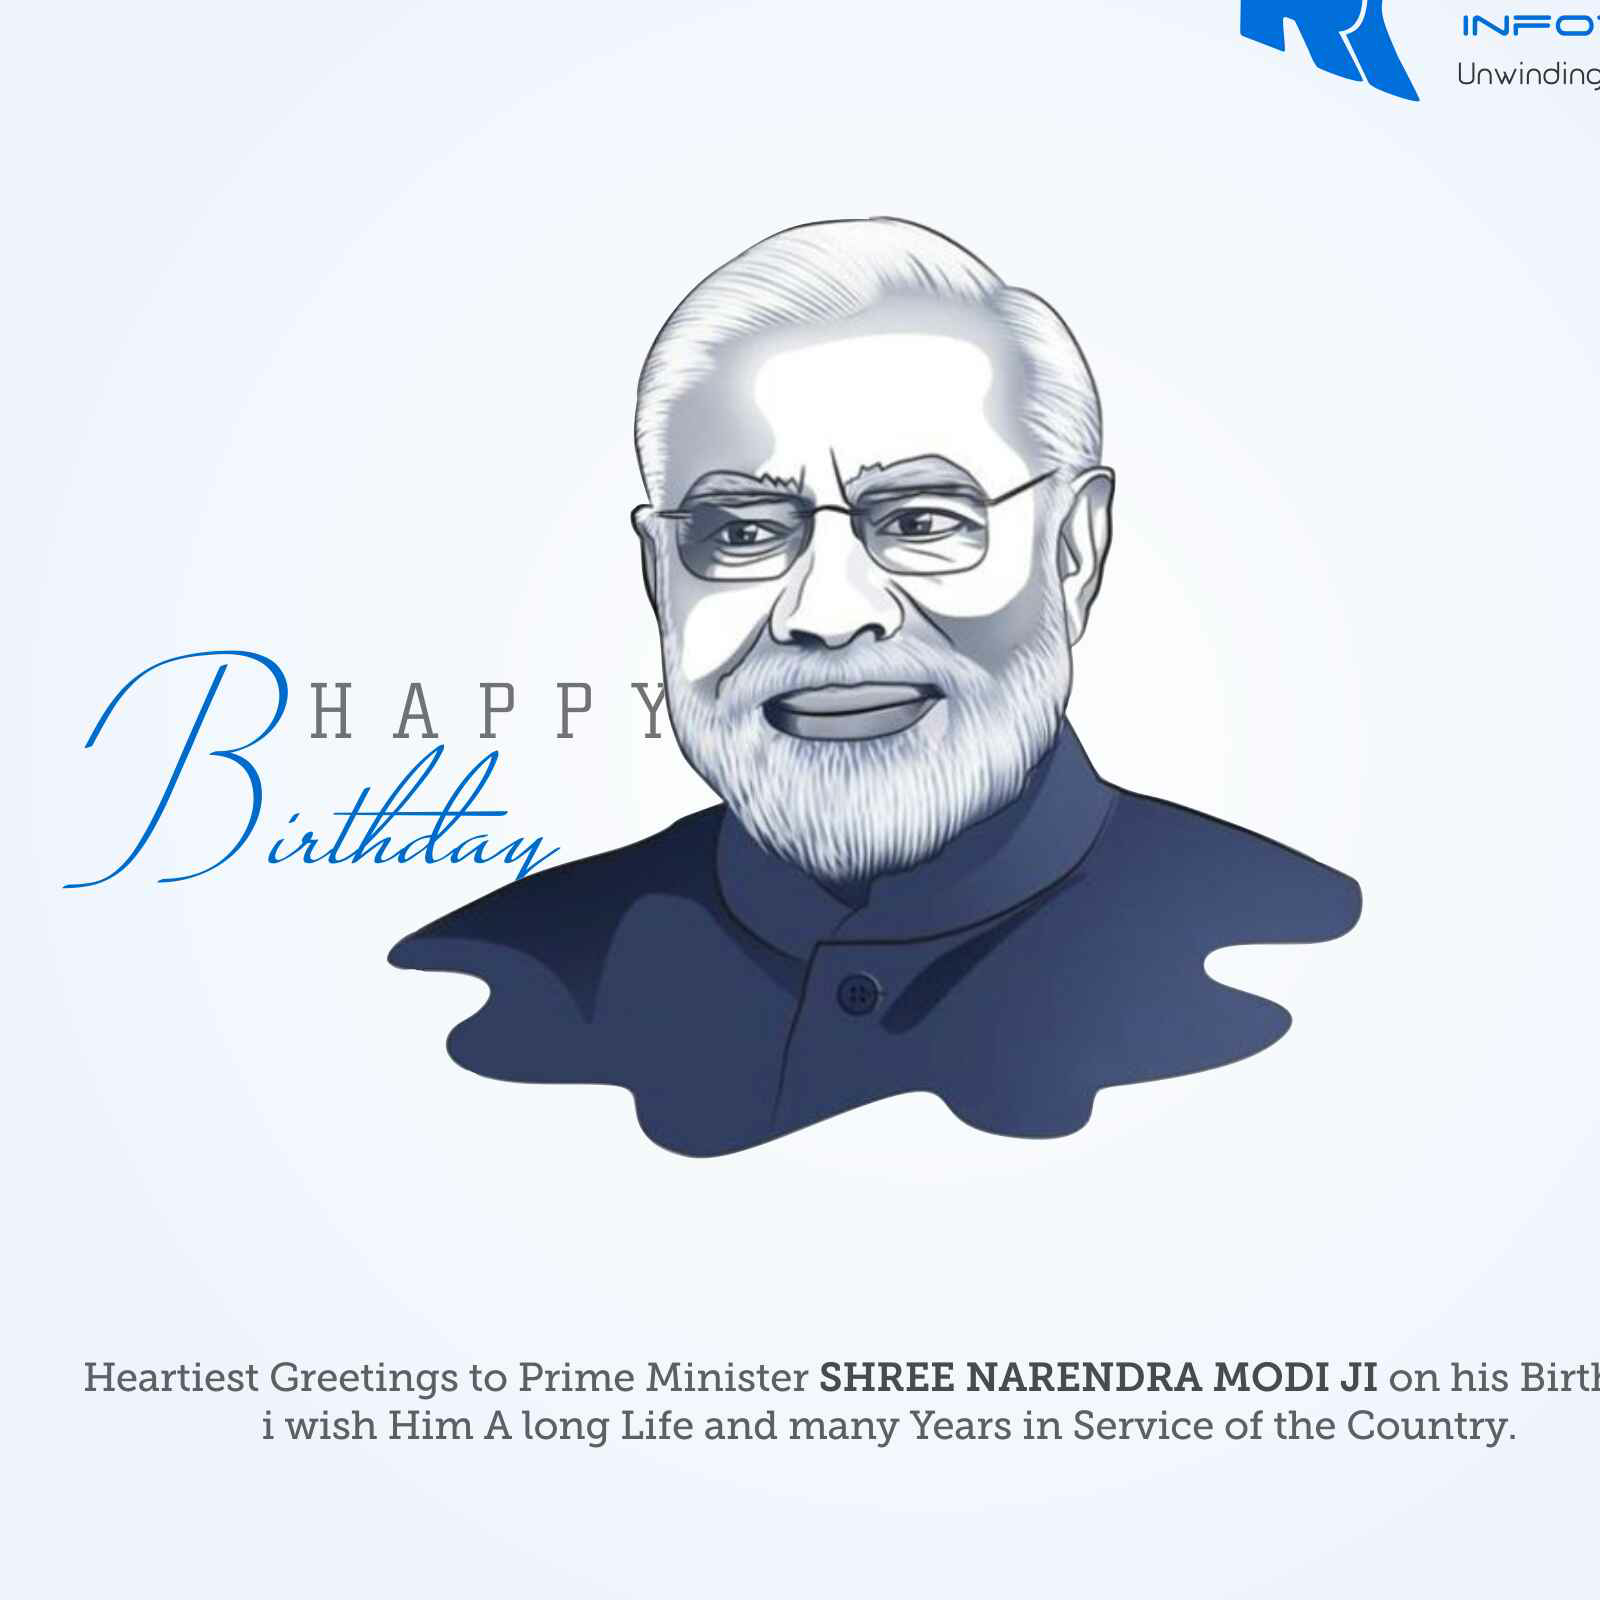 Unwinding
HAPPY
Birthday
Heartiest Greetings to Prime Minister SHREE NARENDRA MODI JI on his
i wish Him A long Life and many Years in Service of the Country.